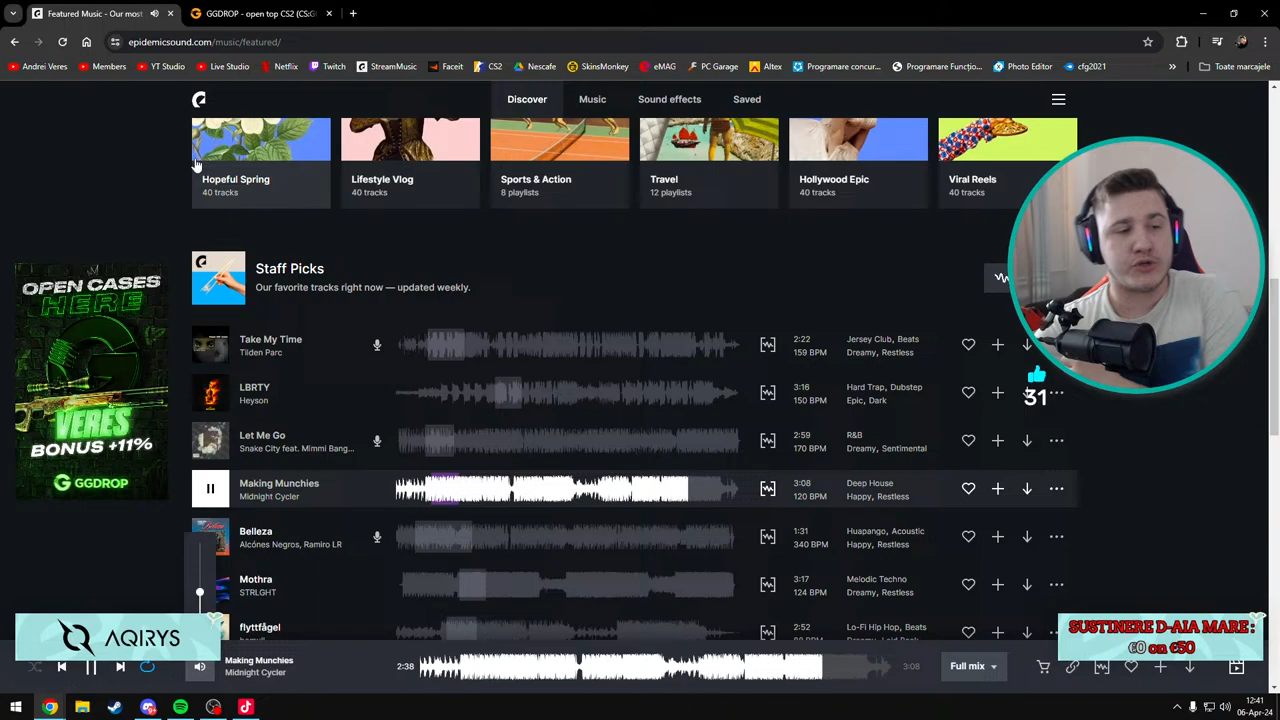 Featured Music - Our most
GGDROP - open top CS2 (CS:G
epidemicsound.com/music/featured/
Andrei Veres
Members
YT Studio
Live Studio
Netflix
Twitch
StreamMusic
Faceit
CS2
Nescafe
SkinsMonkey
eMAG
PC Garage
Altex
Programare concur...
Programare Funcțio...
Photo Editor
cfg2021
Toate marcajele
Discover
Music
Sound effects
Saved
Hopeful Spring
40 tracks
Lifestyle Vlog
40 tracks
Sports & Action
8 playlists
Travel
12 playlists
Hollywood Epic
40 tracks
Viral Reels
40 tracks
Staff Picks
Our favorite tracks right now — updated weekly.
OPEN CASES
HERE
VERES
BONUS +11%
GGDROP
Take My Time
Tilden Parc
2:22
159 BPM
Jersey Club, Beats
Dreamy, Restless
LBRTY
Heyson
3:16
150 BPM
Hard Trap, Dubstep
Epic, Dark
31
Let Me Go
Snake City feat. Mimmi Bang...
2:59
170 BPM
R&B
Dreamy, Sentimental
Making Munchies
Midnight Cycler
3:08
120 BPM
Deep House
Happy, Restless
Belleza
Alcónes Negros, Ramiro LR
1:31
340 BPM
Huapango, Acoustic
Happy, Restless
Mothra
STRLGHT
3:17
124 BPM
Melodic Techno
Dreamy, Restless
flyttfågel
2:52
Lo-Fi Hip Hop, Beats
AQIRYS
SUSTINERE D-AIA MARE :
€0 on €50
Making Munchies
Midnight Cycler
2:38
3:08
Full mix
12:41
06-Apr-24